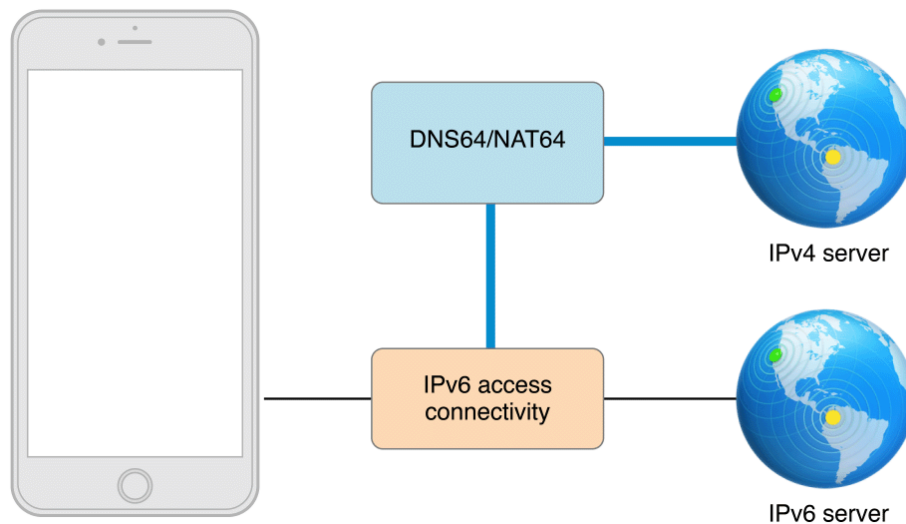 DNS64/NAT64
IPv4 server
IPv6 access
connectivity
IPv6 server